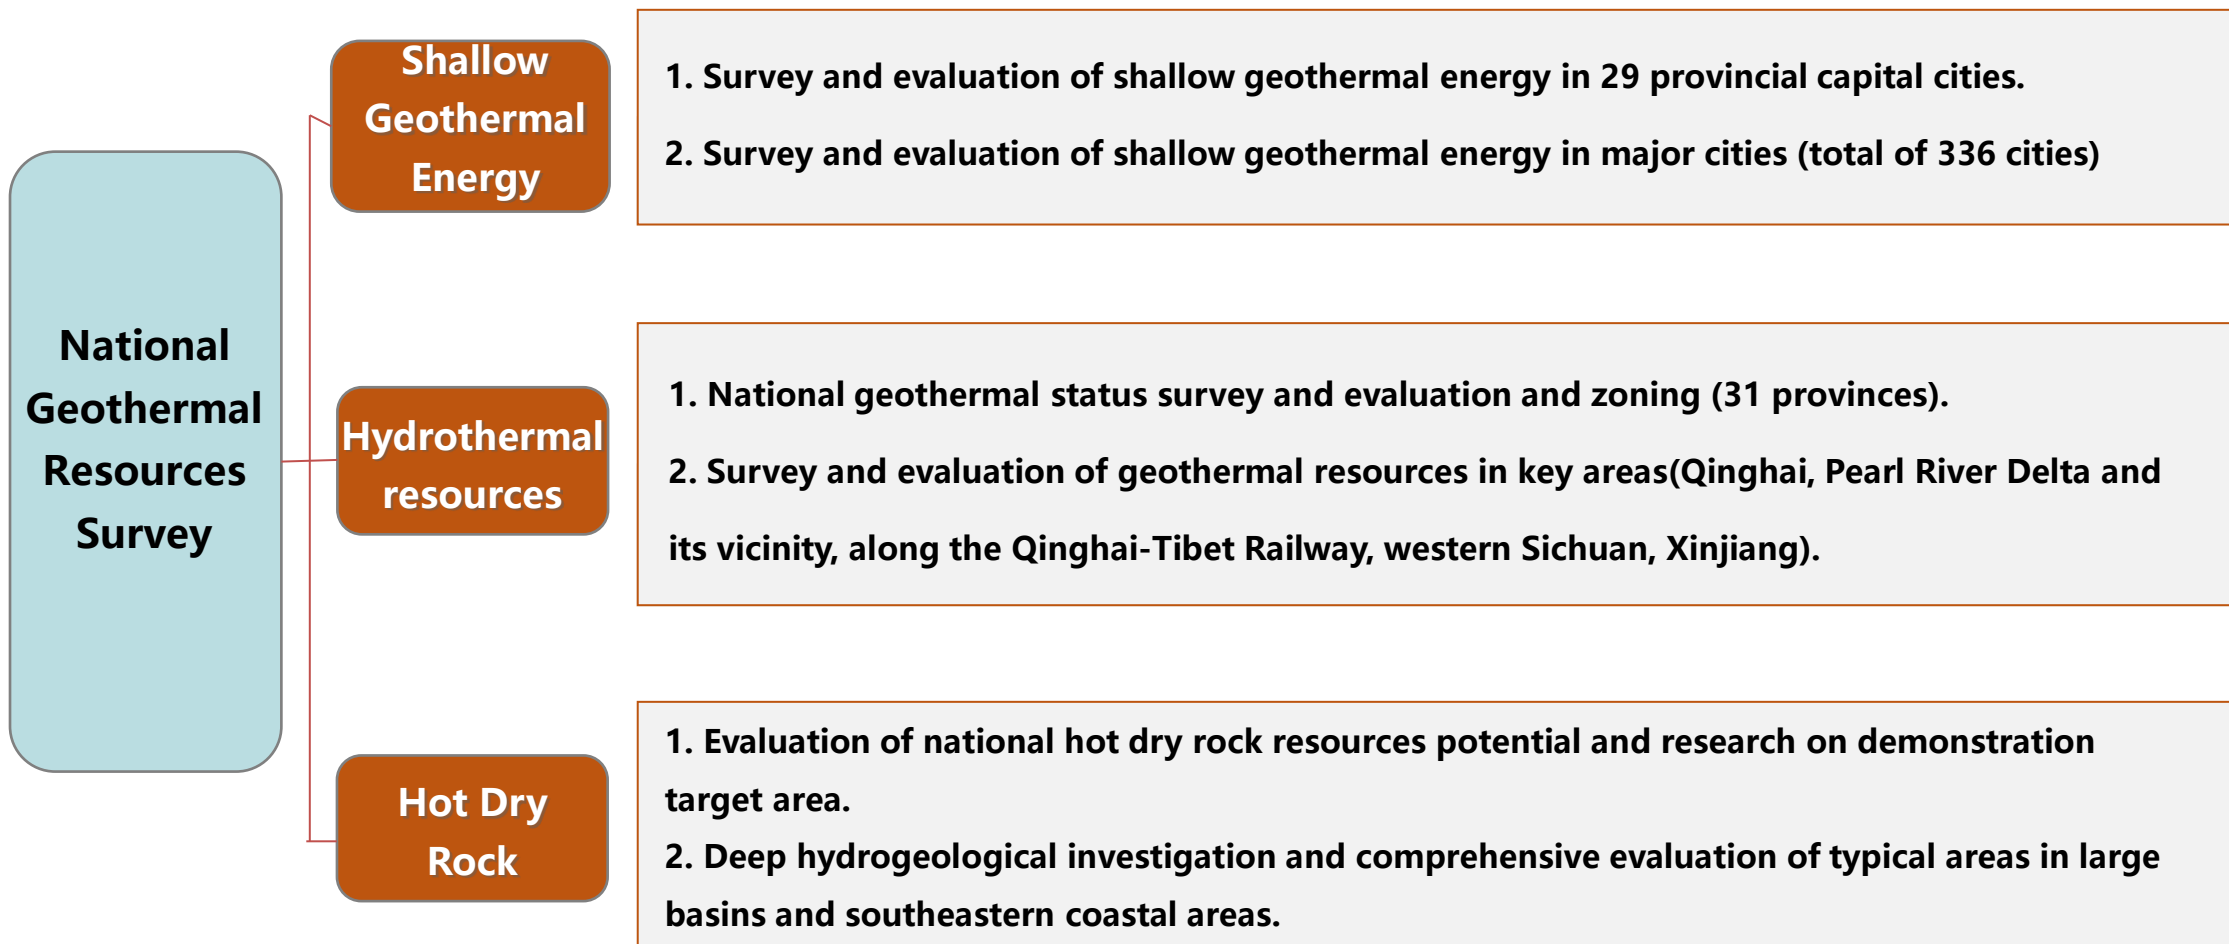 National
Geothermal
Resources
Survey
Shallow
Geothermal
Energy
1. Survey and evaluation of shallow geothermal energy in 29 provincial capital cities.
2. Survey and evaluation of shallow geothermal energy in major cities (total of 336 cities)
Hydrothermal
resources
1. National geothermal status survey and evaluation and zoning (31 provinces).
2. Survey and evaluation of geothermal resources in key areas(Qinghai, Pearl River Delta and
its vicinity, along the Qinghai-Tibet Railway, western Sichuan, Xinjiang).
Hot Dry
Rock
1. Evaluation of national hot dry rock resources potential and research on demonstration
target area.
2. Deep hydrogeological investigation and comprehensive evaluation of typical areas in large
basins and southeastern coastal areas.